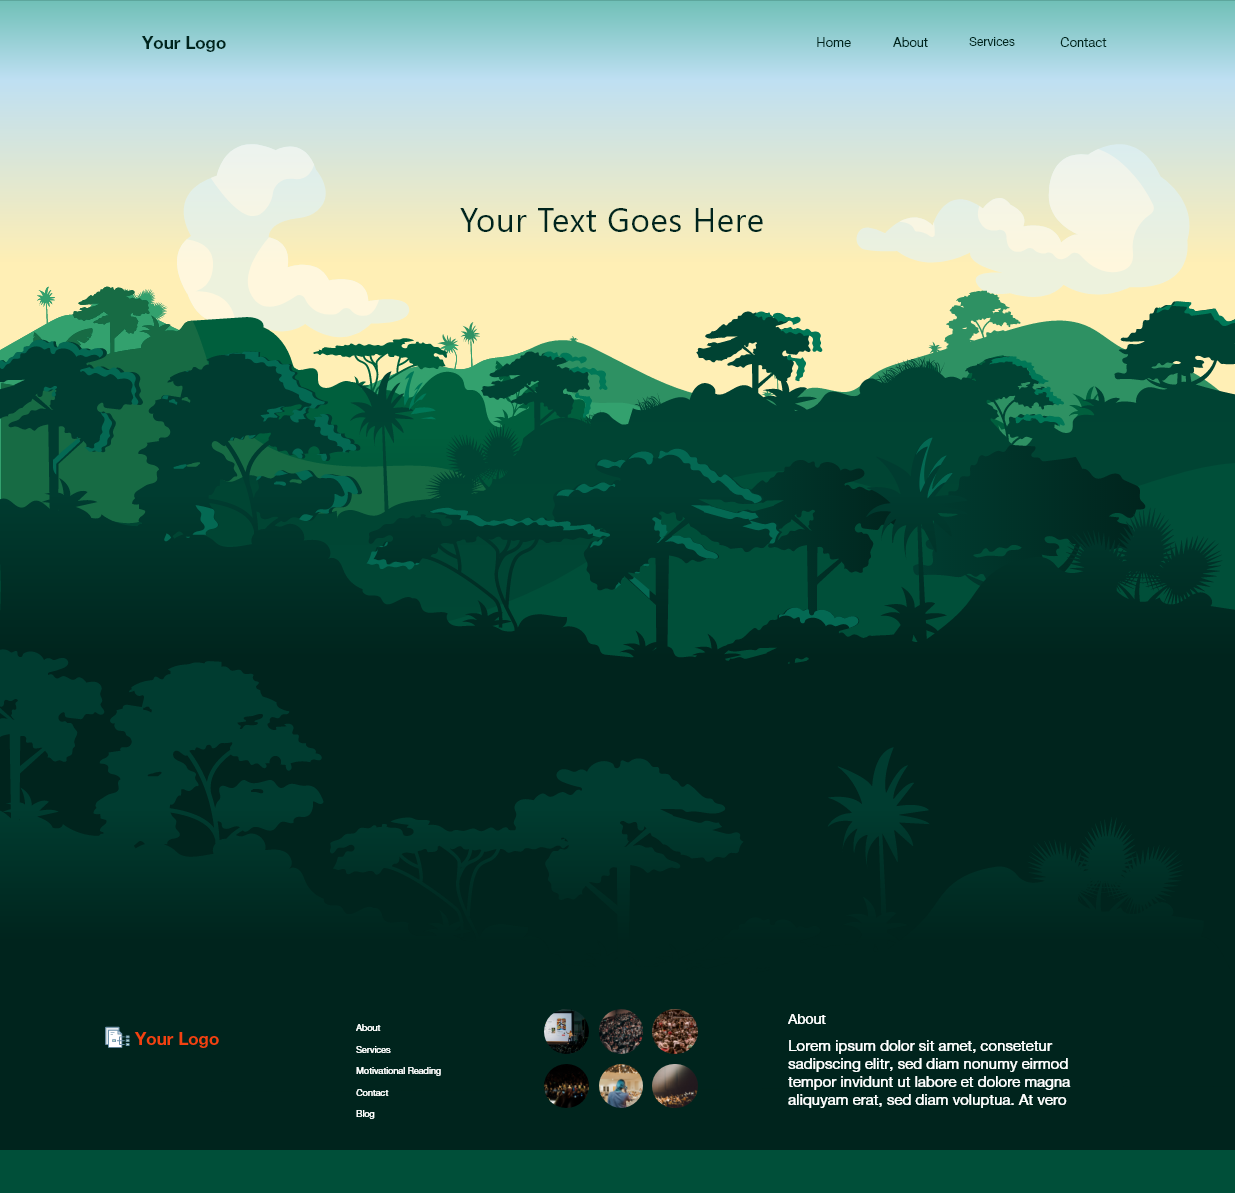 Your Logo
Home
About
Services
Contact
Your Text Goes Here
Your Logo
About
Services
Motivational Reading
Contact
Blog
About
Lorem ipsum dolor sit amet, consetetur
sadipscing elitr, sed diam nonumy eirmod
tempor invidunt ut labore et dolore magna
aliquyam erat, sed diam voluptua. At vero